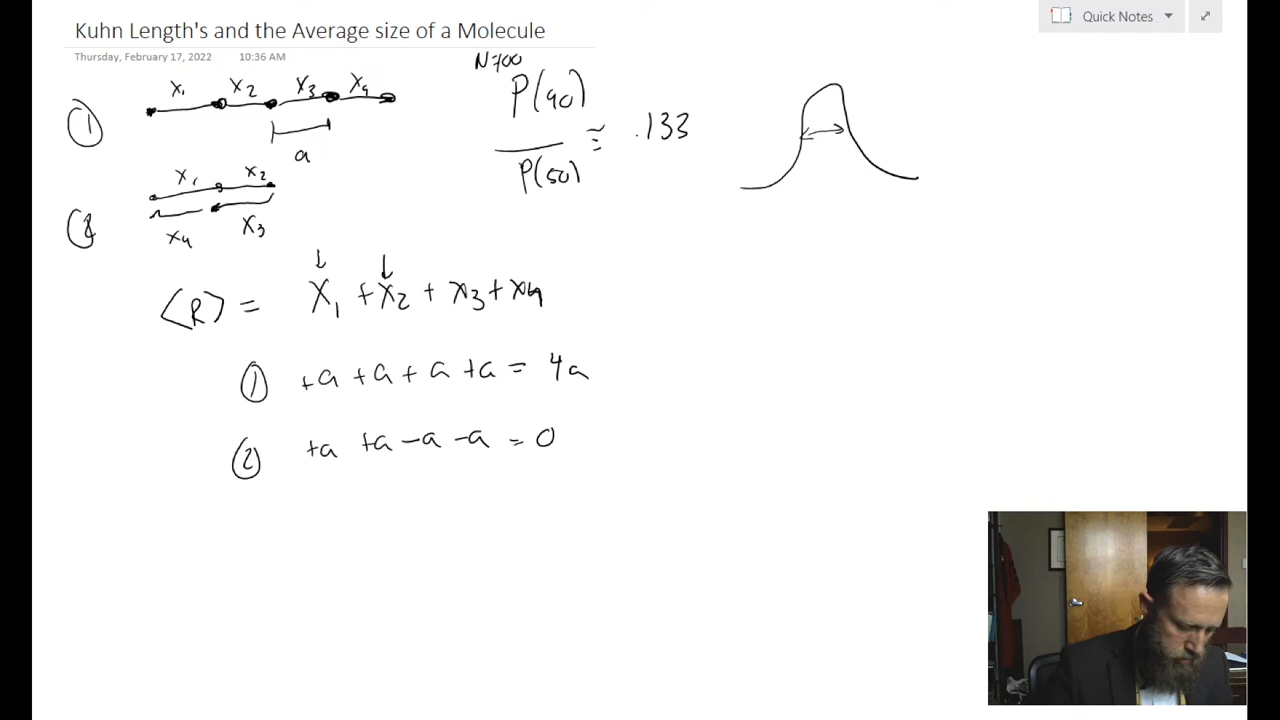 Kuhn Length's and the Average size of a Molecule
Quick Notes
Thursday, February 17, 2022 10:36 AM
① x₁ x₂ x₃ x₄
a
N=100
P(40) / P(50) ≈ .133
x₁ x₂
x₄ x₃
⟨R⟩ = x₁ + x₂ + x₃ + x₄
① +a +a + a +a = 4a
② +a +a -a -a = 0